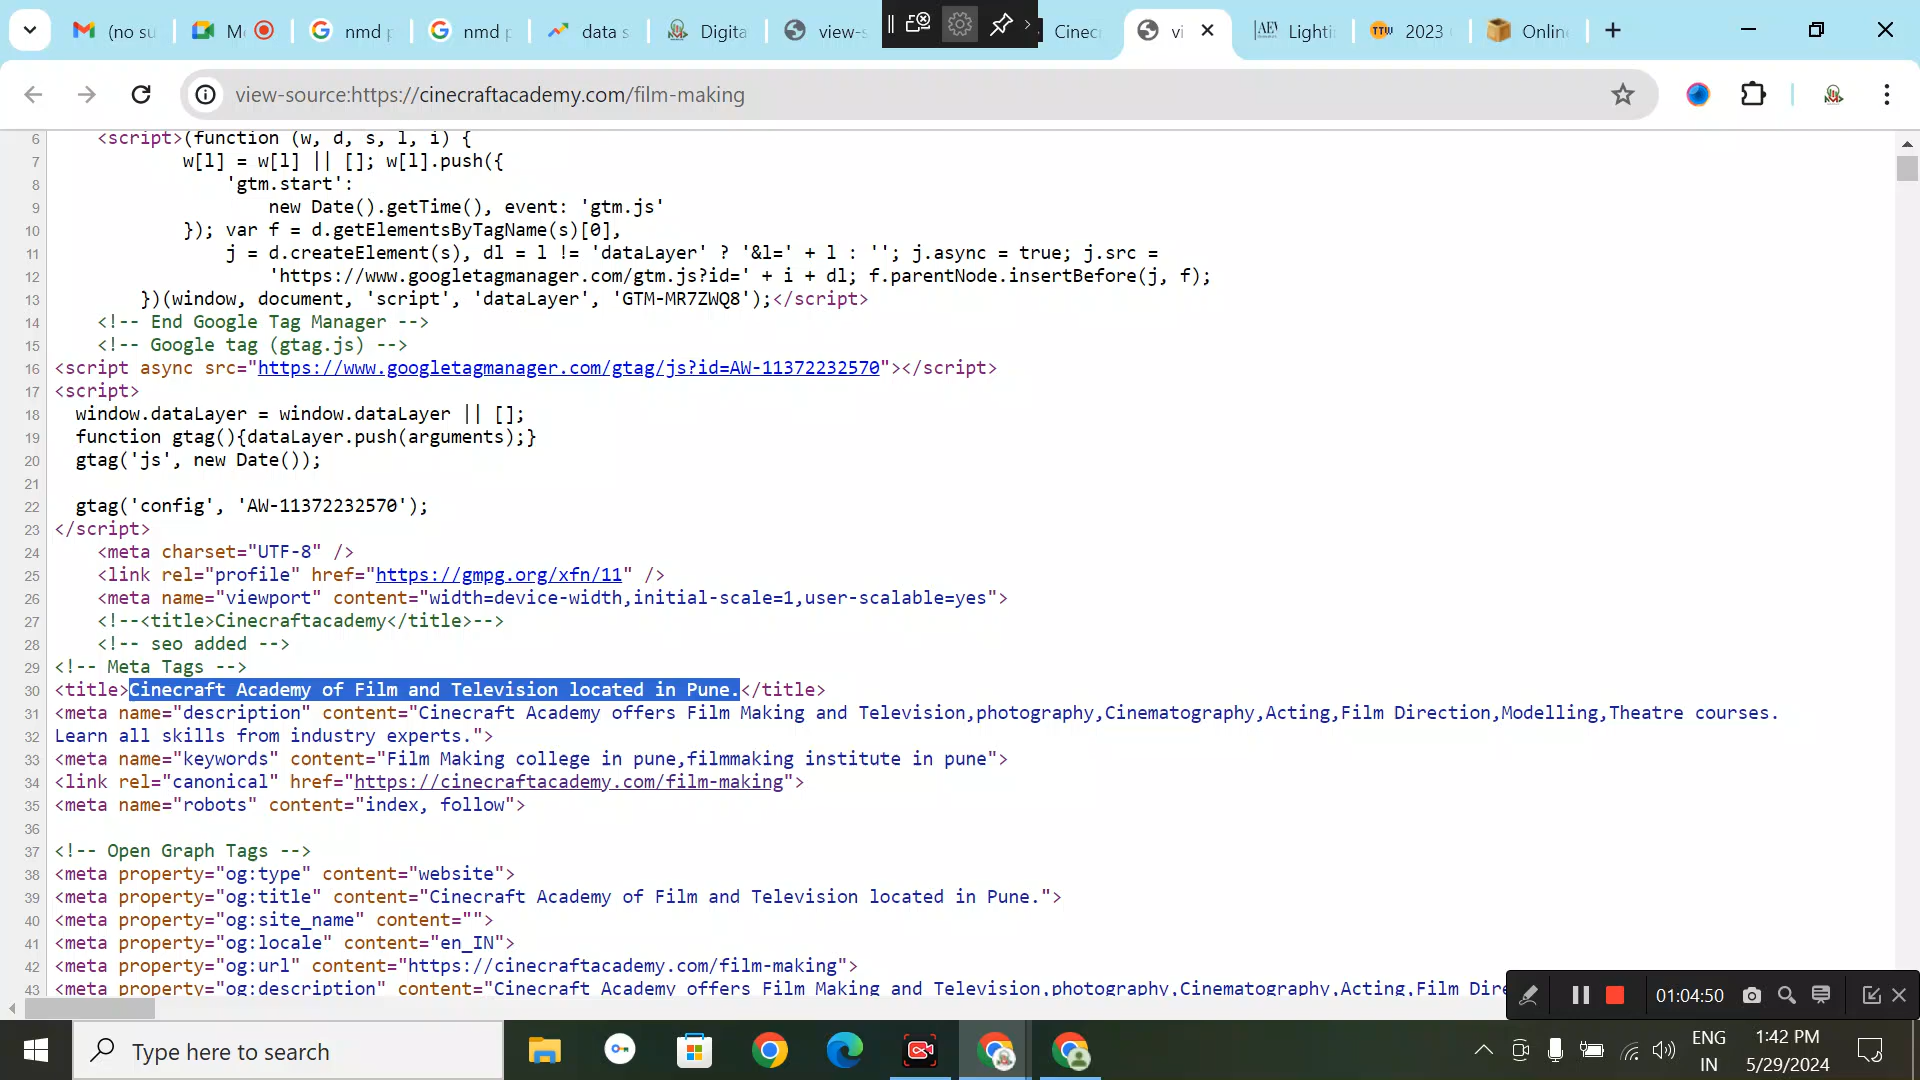 (no su
M
nmd p
nmd p
data s
Digita
view-s
Cinec
vi
Lighti
2023
Onlin
view-source:https://cinecraftacademy.com/film-making
6 <script>(function (w, d, s, l, i) {
7 w[l] = w[l] || []; w[l].push({
8 'gtm.start':
9 new Date().getTime(), event: 'gtm.js'
10 }); var f = d.getElementsByTagName(s)[0],
11 j = d.createElement(s), dl = l != 'dataLayer' ? '&l=' + l : ''; j.async = true; j.src =
12 'https://www.googletagmanager.com/gtm.js?id=' + i + dl; f.parentNode.insertBefore(j, f);
13 })(window, document, 'script', 'dataLayer', 'GTM-MR7ZWQ8');</script>
14 <!-- End Google Tag Manager -->
15 <!-- Google tag (gtag.js) -->
16 <script async src="https://www.googletagmanager.com/gtag/js?id=AW-11372232570"></script>
17 <script>
18 window.dataLayer = window.dataLayer || [];
19 function gtag(){dataLayer.push(arguments);}
20 gtag('js', new Date());
21
22 gtag('config', 'AW-11372232570');
23 </script>
24 <meta charset="UTF-8" />
25 <link rel="profile" href="https://gmpg.org/xfn/11" />
26 <meta name="viewport" content="width=device-width,initial-scale=1,user-scalable=yes">
27 <!--<title>Cinecraftacademy</title>-->
28 <!-- seo added -->
29 <!-- Meta Tags -->
30 <title>Cinecraft Academy of Film and Television located in Pune.</title>
31 <meta name="description" content="Cinecraft Academy offers Film Making and Television,photography,Cinematography,Acting,Film Direction,Modelling,Theatre courses.
32 Learn all skills from industry experts.">
33 <meta name="keywords" content="Film Making college in pune,filmmaking institute in pune">
34 <link rel="canonical" href="https://cinecraftacademy.com/film-making">
35 <meta name="robots" content="index, follow">
36
37 <!-- Open Graph Tags -->
38 <meta property="og:type" content="website">
39 <meta property="og:title" content="Cinecraft Academy of Film and Television located in Pune.">
40 <meta property="og:site_name" content="">
41 <meta property="og:locale" content="en_IN">
42 <meta property="og:url" content="https://cinecraftacademy.com/film-making">
43 <meta property="og:description" content="Cinecraft Academy offers Film Making and Television,photography,Cinematography,Acting,Film Dire
01:04:50
Type here to search
ENG
IN
1:42 PM
5/29/2024